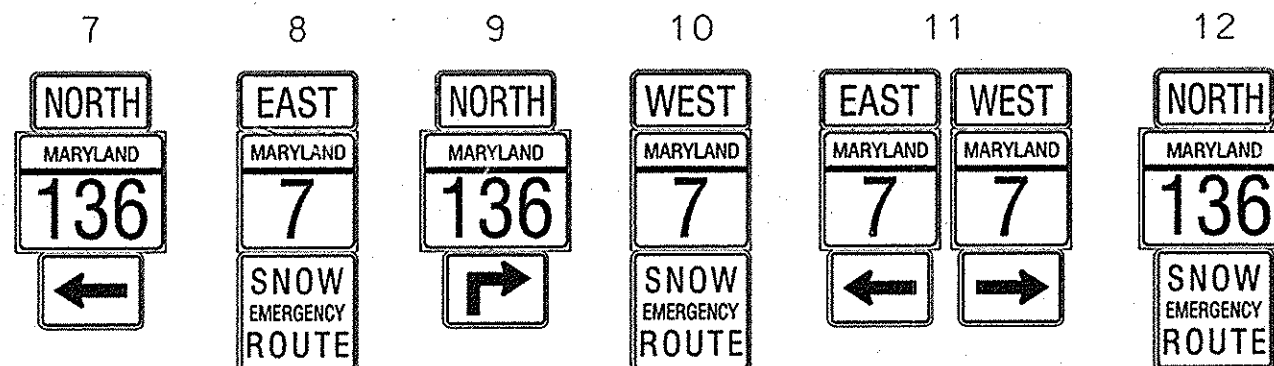 7 8 9 10 11 12
NORTH
MARYLAND
136
EAST
MARYLAND
7
SNOW
EMERGENCY
ROUTE
NORTH
MARYLAND
136
WEST
MARYLAND
7
SNOW
EMERGENCY
ROUTE
EAST
MARYLAND
7
WEST
MARYLAND
7
NORTH
MARYLAND
136
SNOW
EMERGENCY
ROUTE